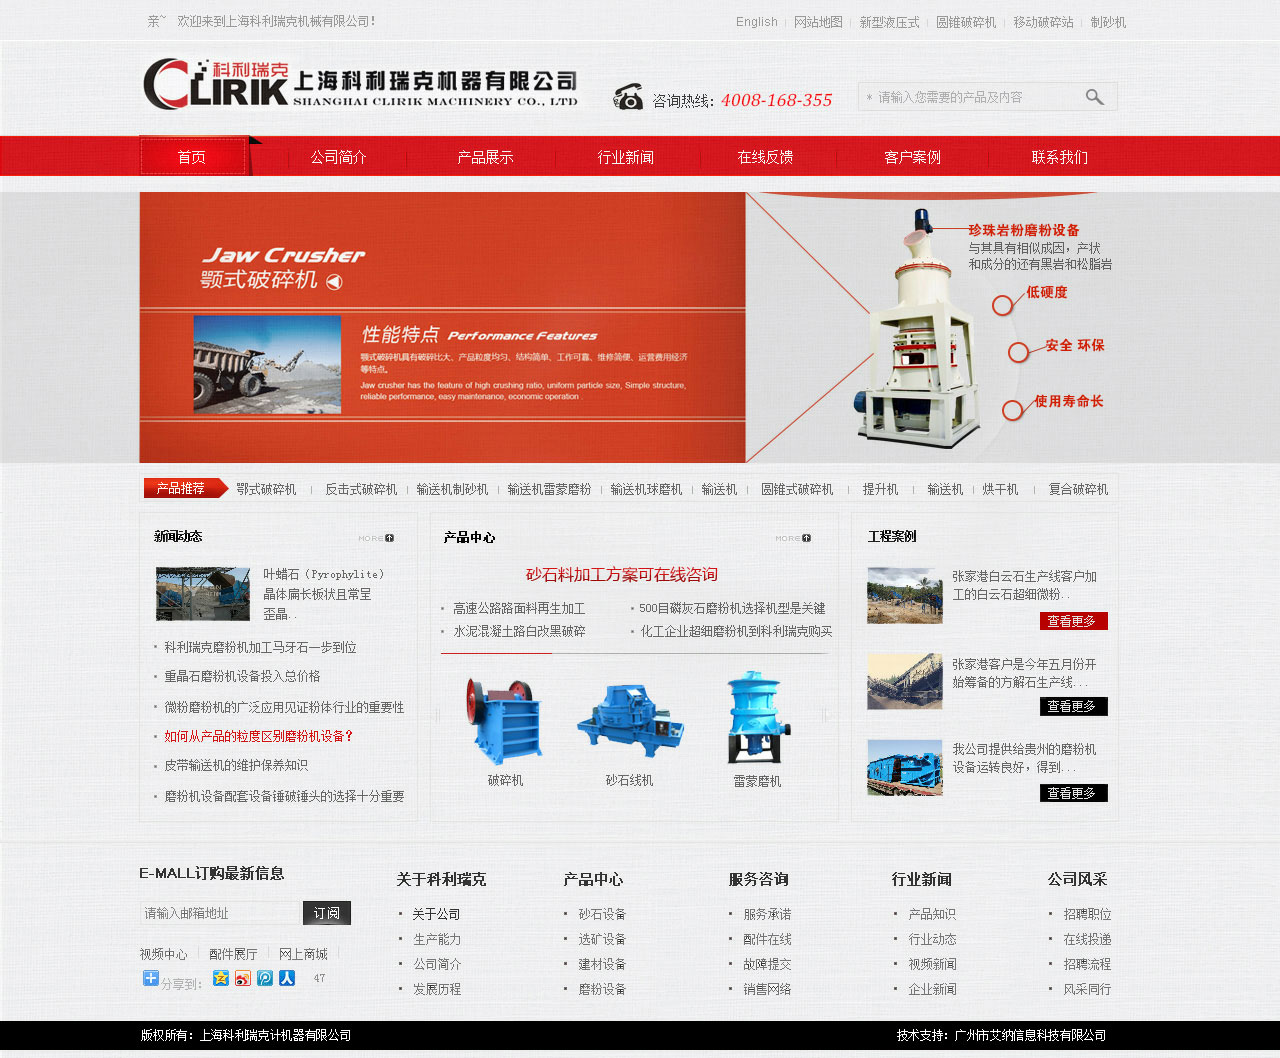 亲~ 欢迎来到上海科利瑞克机械有限公司!
English 网站地图 新型液压式 圆锥破碎机 移动破碎站 制砂机
CLIRIK 科利瑞克 上海科利瑞克机器有限公司
SHANGHAI CLIRIK MACHINERY CO., LTD
咨询热线: 4008-168-355
* 请输入您需要的产品及内容
首页 公司简介 产品展示 行业新闻 在线反馈 客户案例 联系我们
Jaw Crusher
颚式破碎机
性能特点 Performance Features
颚式破碎机具有破碎比大、产品粒度均匀、结构简单、工作可靠、维修简便、运营费用经济
等特点。
Jaw crusher has the feature of high crushing ratio, uniform particle size, Simple structure,
reliable performance, easy maintenance, economic operation .
珍珠岩粉磨粉设备
与其具有相似成因，产状
和成分的还有黑岩和松脂岩
低硬度
安全 环保
使用寿命长
产品推荐 鄂式破碎机 反击式破碎机 输送机制砂机 输送机雷蒙磨粉 输送机球磨机 输送机 圆锥式破碎机 提升机 输送机 烘干机 复合破碎机
新闻动态 MORE
叶蜡石（Pyrophylite）
晶体扁长板状且常呈
歪晶..
科利瑞克磨粉机加工马牙石一步到位
重晶石磨粉机设备投入总价格
微粉磨粉机的广泛应用见证粉体行业的重要性
如何从产品的粒度区别磨粉机设备?
皮带输送机的维护保养知识
磨粉机设备配套设备锤破锤头的选择十分重要
产品中心 MORE
砂石料加工方案可在线咨询
高速公路路面料再生加工 500目磷灰石磨粉机选择机型是关键
水泥混凝土路白改黑破碎 化工企业超细磨粉机到科利瑞克购买
破碎机 砂石线机 雷蒙磨机
工程案例
张家港白云石生产线客户加
工的白云石超细微粉..
查看更多
张家港客户是今年五月份开
始筹备的方解石生产线...
查看更多
我公司提供给贵州的磨粉机
设备运转良好，得到...
查看更多
E-MALL订购最新信息
请输入邮箱地址 订阅
视频中心 配件展厅 网上商城
分享到: 47
关于科利瑞克
关于公司
生产能力
公司简介
发展历程
产品中心
砂石设备
选矿设备
建材设备
磨粉设备
服务咨询
服务承诺
配件在线
故障提交
销售网络
行业新闻
产品知识
行业动态
视频新闻
企业新闻
公司风采
招聘职位
在线投递
招聘流程
风采同行
版权所有：上海科利瑞克计机器有限公司 技术支持：广州市艾纳信息科技有限公司